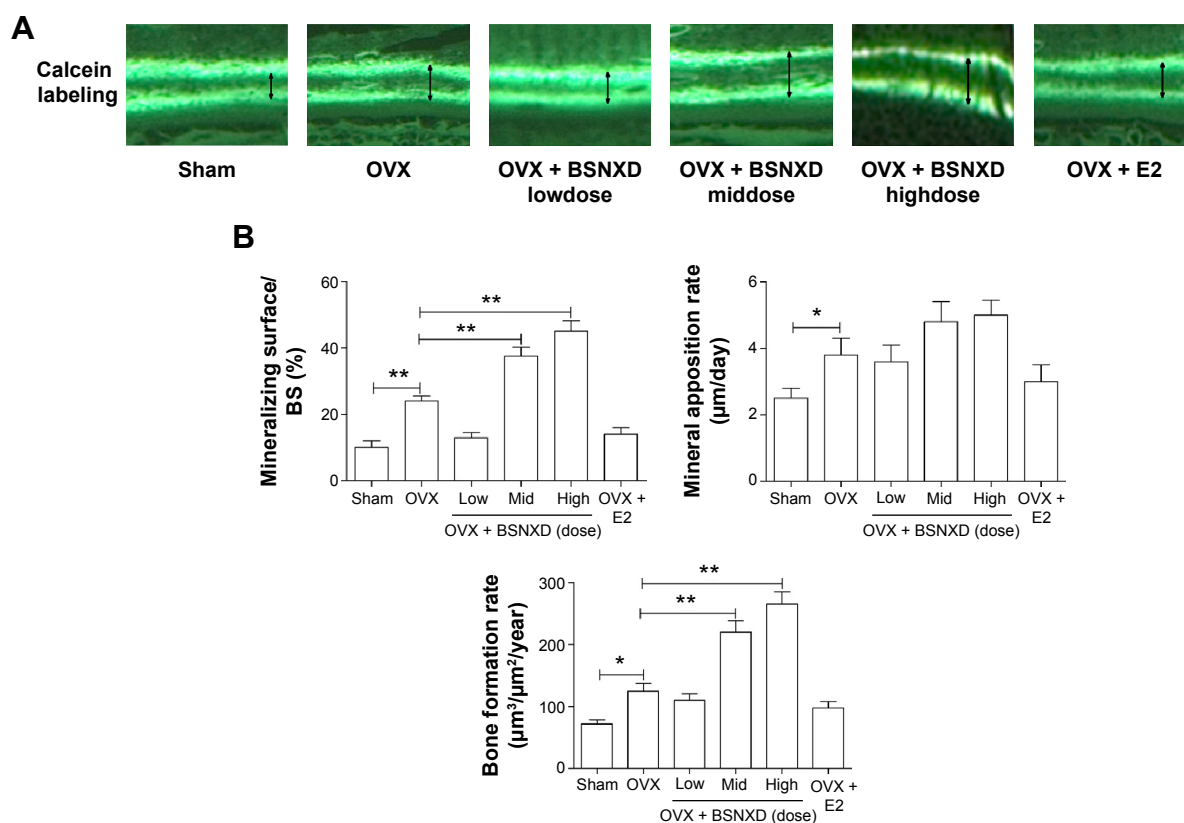 A
Calcein
labeling
Sham
OVX
OVX + BSNXD
lowdose
OVX + BSNXD
middose
OVX + BSNXD
highdose
OVX + E2
B
Mineralizing surface/
BS (%)
60
40
20
0
**
**
**
Sham
OVX
Low
Mid
High
OVX +
E2
OVX + BSNXD (dose)
Mineral apposition rate
(µm/day)
6
4
2
0
*
Sham
OVX
Low
Mid
High
OVX +
E2
OVX + BSNXD (dose)
Bone formation rate
(µm³/µm²/year)
300
200
100
0
**
**
*
Sham
OVX
Low
Mid
High
OVX +
E2
OVX + BSNXD (dose)